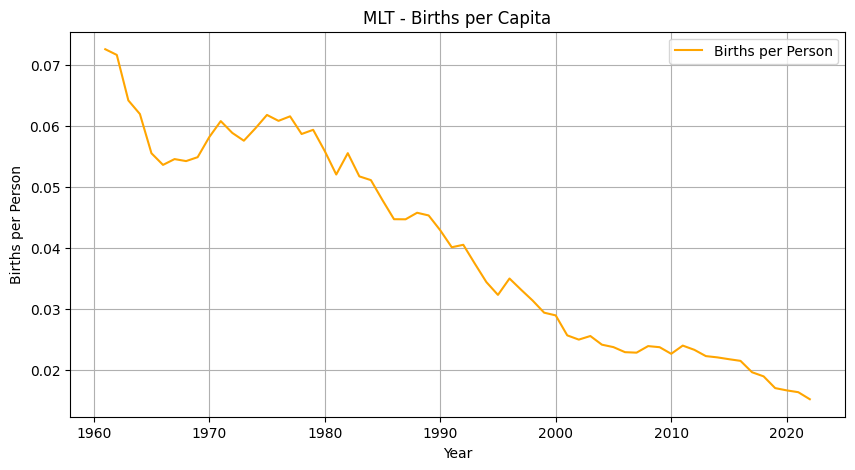 MLT - Births per Capita
Births per Person
0.07
0.06
0.05
0.04
0.03
0.02
Births per Person
1960 1970 1980 1990 2000 2010 2020
Year